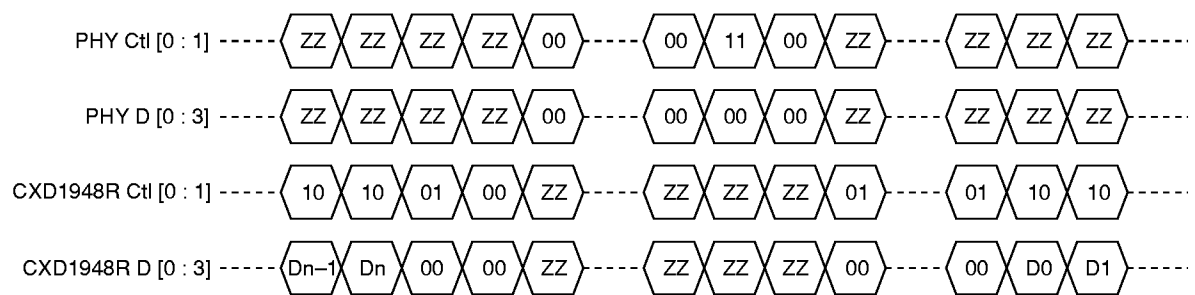 PHY Ctl [0 : 1] ZZ ZZ ZZ ZZ 00 00 11 00 ZZ ZZ ZZ ZZ
PHY D [0 : 3] ZZ ZZ ZZ ZZ 00 00 00 00 ZZ ZZ ZZ ZZ
CXD1948R Ctl [0 : 1] 10 10 01 00 ZZ ZZ ZZ ZZ 01 01 10 10
CXD1948R D [0 : 3] Dn–1 Dn 00 00 ZZ ZZ ZZ ZZ 00 00 D0 D1